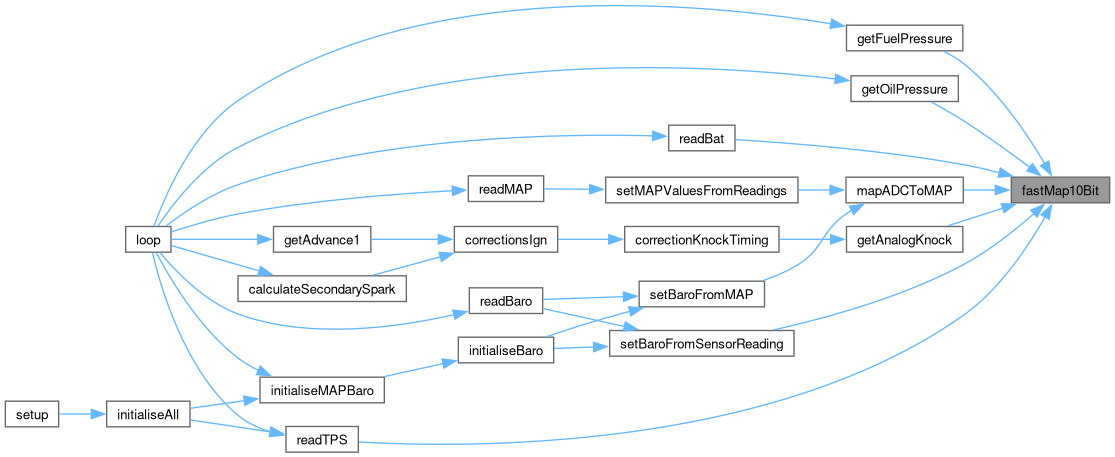 getFuelPressure
getOilPressure
readBat
readMAP
setMAPValuesFromReadings
mapADCToMAP
fastMap10Bit
loop
getAdvance1
correctionsIgn
correctionKnockTiming
getAnalogKnock
calculateSecondarySpark
readBaro
setBaroFromMAP
initialiseBaro
setBaroFromSensorReading
initialiseMAPBaro
setup
initialiseAll
readTPS